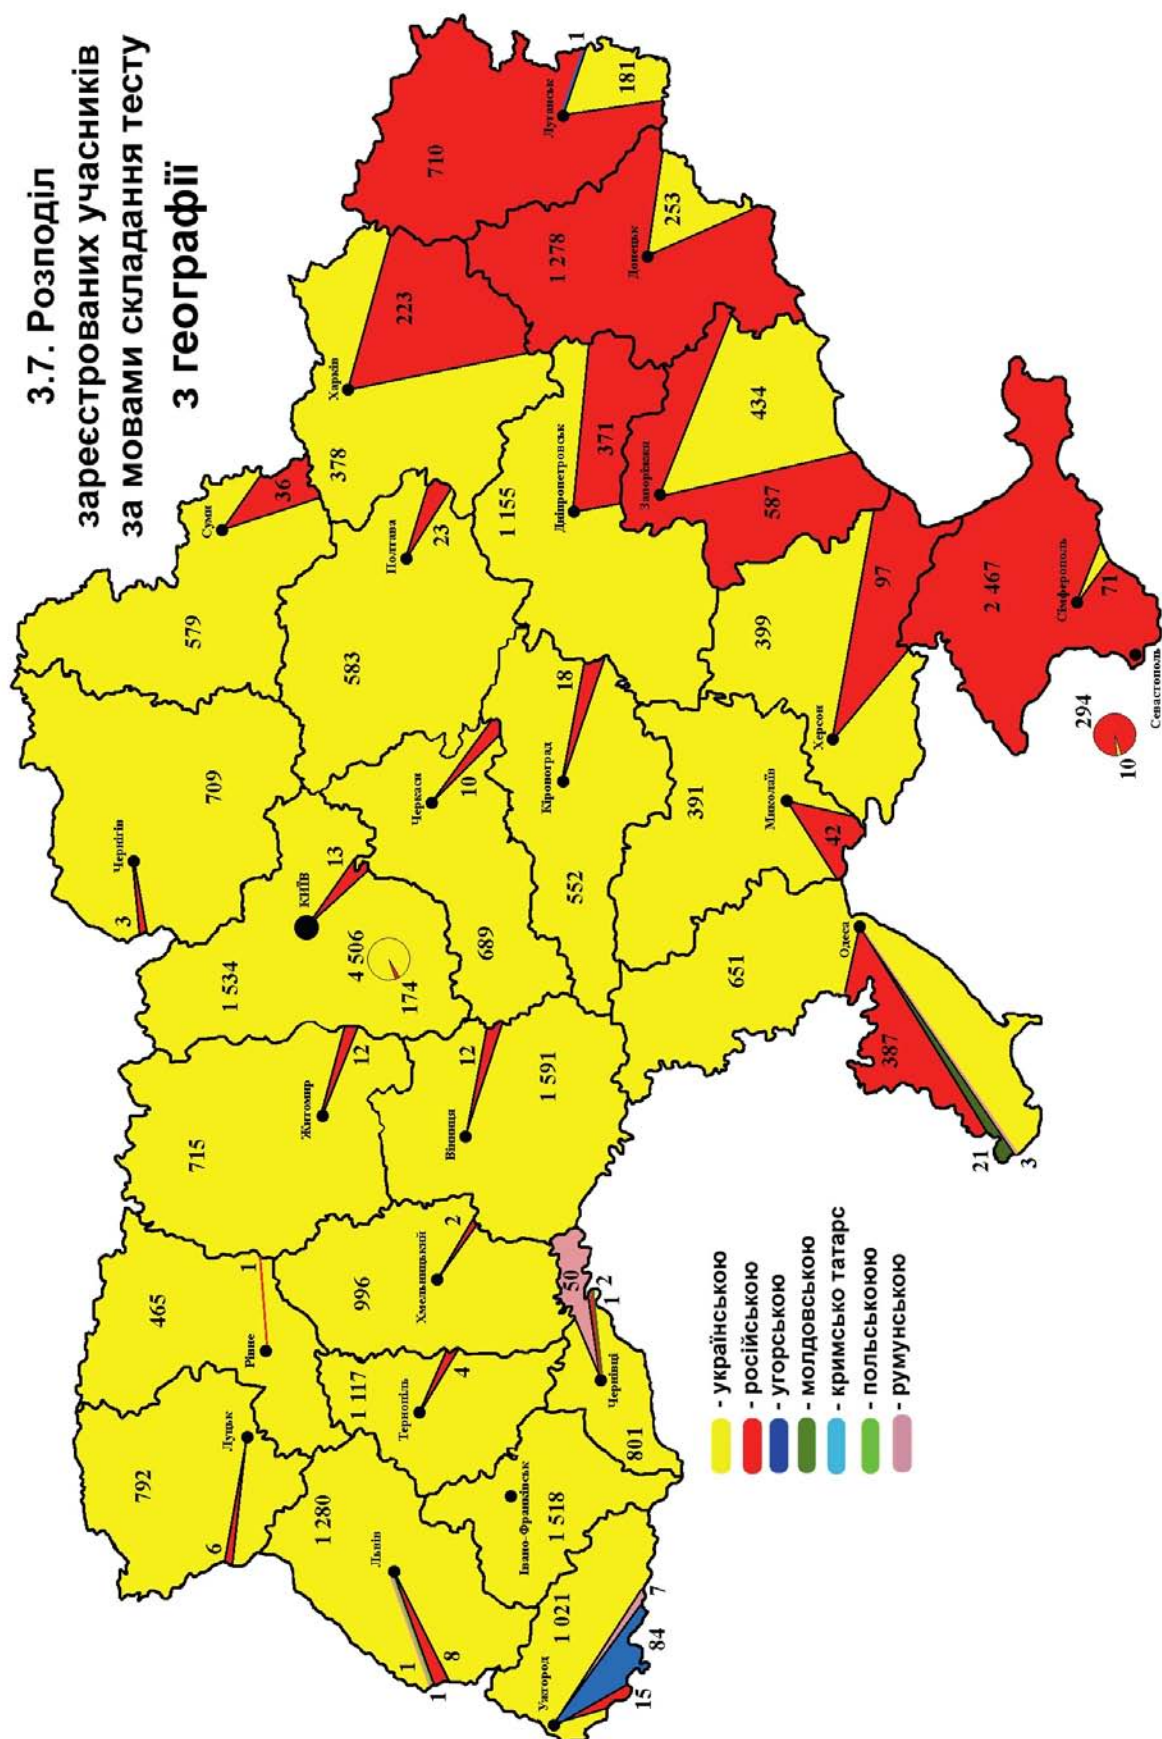 3.7. Розподіл
зареєстрованих учасників
за мовами складання тесту
з географії
792
Луцьк
6
465
Рівне
1
715
Житомир
12
1 534
КИЇВ
13
4 506
174
Чернігів
3
709
579
Суми
36
1 280
Львів
1
1
8
1 117
Тернопіль
4
996
Хмельницький
2
Вінниця
12
1 591
Черкаси
10
689
583
Полтава
23
378
Харків
223
710
Луганськ
1
181
Ужгород
1 021
15
84
7
Івано-Франківськ
1 518
Чернівці
801
50
1
2
Кіровоград
18
552
1 155
Дніпропетровськ
371
1 278
Донецьк
253
Запоріжжя
434
587
651
Одеса
387
21
3
391
Миколаїв
42
399
Херсон
97
2 467
Сімферополь
71
Севастополь
294
10
- українською
- російською
- угорською
- молдовською
- кримсько татарс
- польськоюю
- румунською